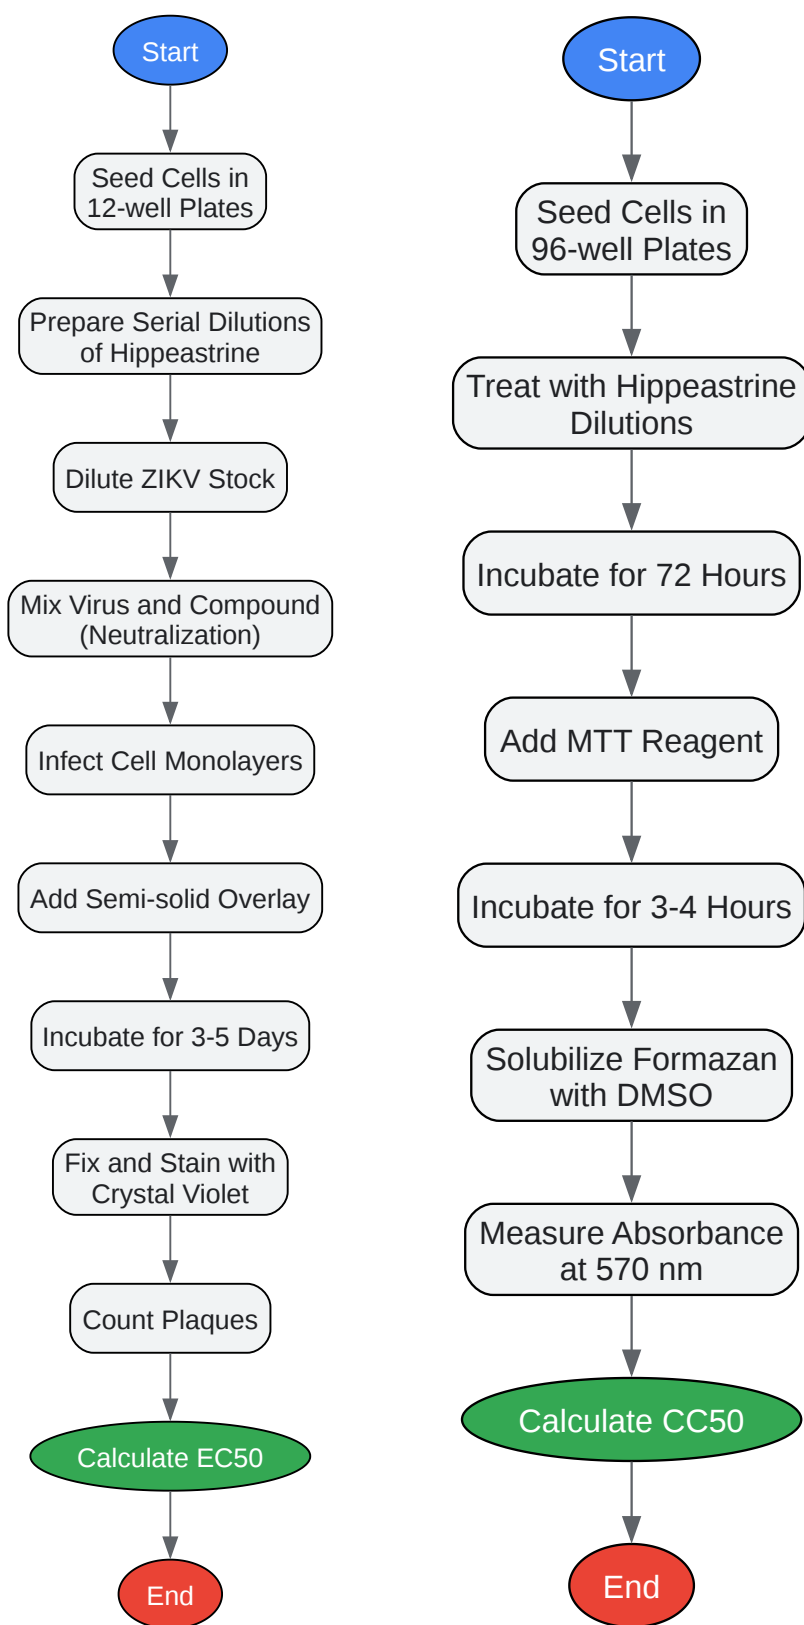 Start
Seed Cells in
12-well Plates
Prepare Serial Dilutions
of Hippeastrine
Dilute ZIKV Stock
Mix Virus and Compound
(Neutralization)
Infect Cell Monolayers
Add Semi-solid Overlay
Incubate for 3-5 Days
Fix and Stain with
Crystal Violet
Count Plaques
Calculate EC50
End
Start
Seed Cells in
96-well Plates
Treat with Hippeastrine
Dilutions
Incubate for 72 Hours
Add MTT Reagent
Incubate for 3-4 Hours
Solubilize Formazan
with DMSO
Measure Absorbance
at 570 nm
Calculate CC50
End